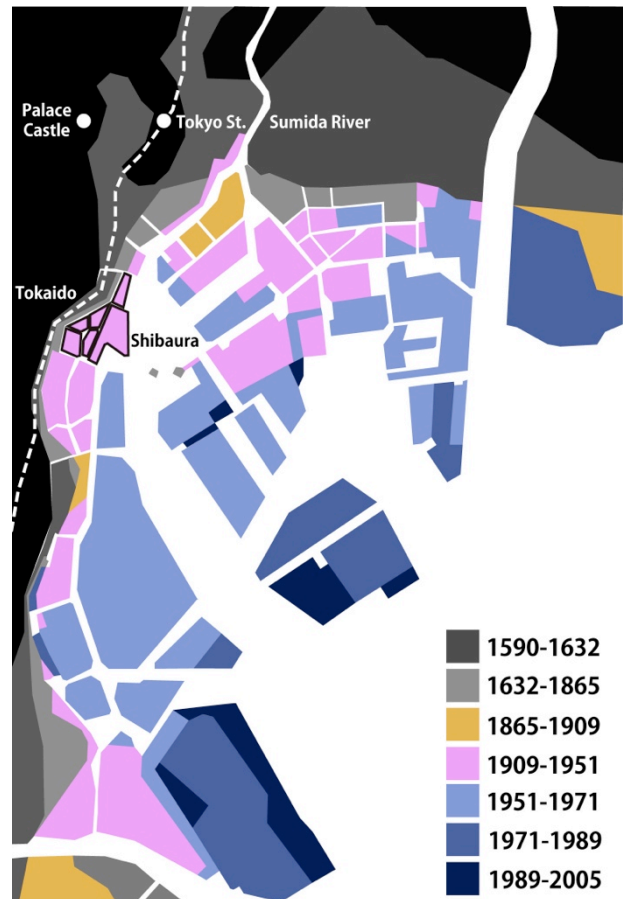 Palace
Castle
Tokyo St.
Sumida River
Tokaido
Shibaura
1590-1632
1632-1865
1865-1909
1909-1951
1951-1971
1971-1989
1989-2005